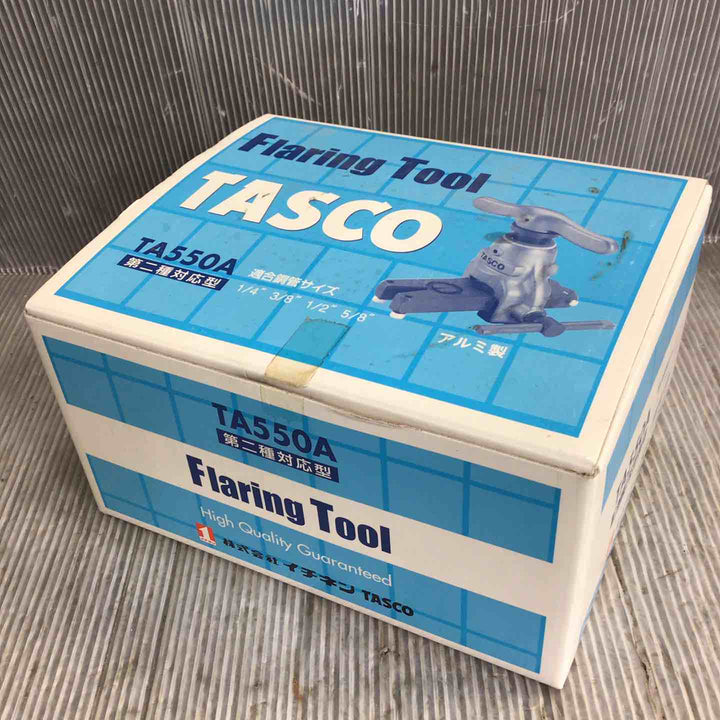 Flaring Tool
TASCO
TA550A
第二種対応型
適合銅管サイズ
1/4" 3/8" 1/2" 5/8"
TASCO
アルミ製
TA550A
第二種対応型
Flaring Tool
High Quality Guaranteed
1 株式会社イチネン TASCO